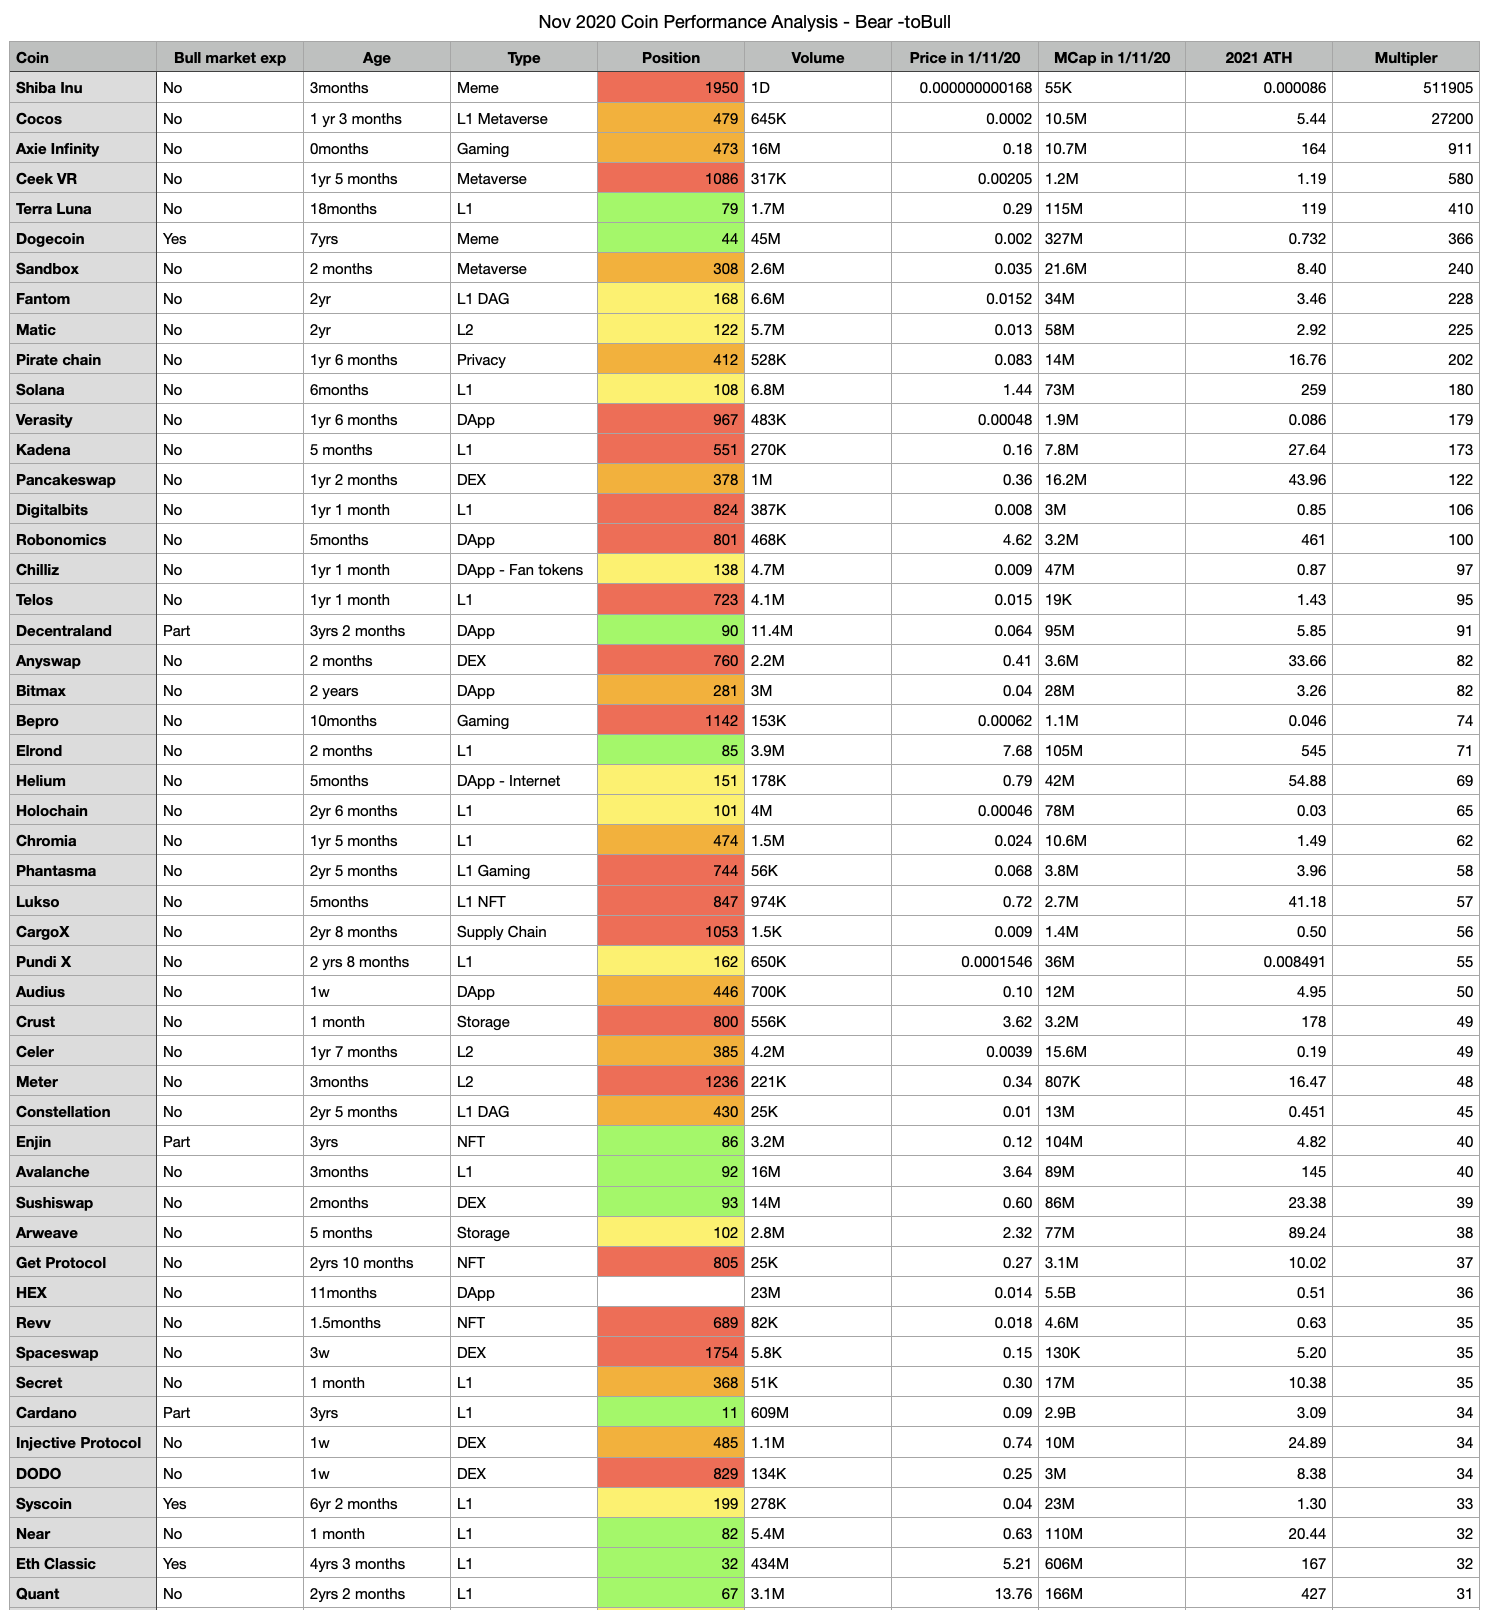 Nov 2020 Coin Performance Analysis - Bear -toBull
Coin Bull market exp Age Type Position Volume Price in 1/11/20 MCap in 1/11/20 2021 ATH Multipler
Shiba Inu No 3months Meme 1950 1D 0.000000000168 55K 0.000086 511905
Cocos No 1 yr 3 months L1 Metaverse 479 645K 0.0002 10.5M 5.44 27200
Axie Infinity No 0months Gaming 473 16M 0.18 10.7M 164 911
Ceek VR No 1yr 5 months Metaverse 1086 317K 0.00205 1.2M 1.19 580
Terra Luna No 18months L1 79 1.7M 0.29 115M 119 410
Dogecoin Yes 7yrs Meme 44 45M 0.002 327M 0.732 366
Sandbox No 2 months Metaverse 308 2.6M 0.035 21.6M 8.40 240
Fantom No 2yr L1 DAG 168 6.6M 0.0152 34M 3.46 228
Matic No 2yr L2 122 5.7M 0.013 58M 2.92 225
Pirate chain No 1yr 6 months Privacy 412 528K 0.083 14M 16.76 202
Solana No 6months L1 108 6.8M 1.44 73M 259 180
Verasity No 1yr 6 months DApp 967 483K 0.00048 1.9M 0.086 179
Kadena No 5 months L1 551 270K 0.16 7.8M 27.64 173
Pancakeswap No 1yr 2 months DEX 378 1M 0.36 16.2M 43.96 122
Digitalbits No 1yr 1 month L1 824 387K 0.008 3M 0.85 106
Robonomics No 5months DApp 801 468K 4.62 3.2M 461 100
Chilliz No 1yr 1 month DApp - Fan tokens 138 4.7M 0.009 47M 0.87 97
Telos No 1yr 1 month L1 723 4.1M 0.015 19K 1.43 95
Decentraland Part 3yrs 2 months DApp 90 11.4M 0.064 95M 5.85 91
Anyswap No 2 months DEX 760 2.2M 0.41 3.6M 33.66 82
Bitmax No 2 years DApp 281 3M 0.04 28M 3.26 82
Bepro No 10months Gaming 1142 153K 0.00062 1.1M 0.046 74
Elrond No 2 months L1 85 3.9M 7.68 105M 545 71
Helium No 5months DApp - Internet 151 178K 0.79 42M 54.88 69
Holochain No 2yr 6 months L1 101 4M 0.00046 78M 0.03 65
Chromia No 1yr 5 months L1 474 1.5M 0.024 10.6M 1.49 62
Phantasma No 2yr 5 months L1 Gaming 744 56K 0.068 3.8M 3.96 58
Lukso No 5months L1 NFT 847 974K 0.72 2.7M 41.18 57
CargoX No 2yr 8 months Supply Chain 1053 1.5K 0.009 1.4M 0.50 56
Pundi X No 2 yrs 8 months L1 162 650K 0.0001546 36M 0.008491 55
Audius No 1w DApp 446 700K 0.10 12M 4.95 50
Crust No 1 month Storage 800 556K 3.62 3.2M 178 49
Celer No 1yr 7 months L2 385 4.2M 0.0039 15.6M 0.19 49
Meter No 3months L2 1236 221K 0.34 807K 16.47 48
Constellation No 2yr 5 months L1 DAG 430 25K 0.01 13M 0.451 45
Enjin Part 3yrs NFT 86 3.2M 0.12 104M 4.82 40
Avalanche No 3months L1 92 16M 3.64 89M 145 40
Sushiswap No 2months DEX 93 14M 0.60 86M 23.38 39
Arweave No 5 months Storage 102 2.8M 2.32 77M 89.24 38
Get Protocol No 2yrs 10 months NFT 805 25K 0.27 3.1M 10.02 37
HEX No 11months DApp 23M 0.014 5.5B 0.51 36
Revv No 1.5months NFT 689 82K 0.018 4.6M 0.63 35
Spaceswap No 3w DEX 1754 5.8K 0.15 130K 5.20 35
Secret No 1 month L1 368 51K 0.30 17M 10.38 35
Cardano Part 3yrs L1 11 609M 0.09 2.9B 3.09 34
Injective Protocol No 1w DEX 485 1.1M 0.74 10M 24.89 34
DODO No 1w DEX 829 134K 0.25 3M 8.38 34
Syscoin Yes 6yr 2 months L1 199 278K 0.04 23M 1.30 33
Near No 1 month L1 82 5.4M 0.63 110M 20.44 32
Eth Classic Yes 4yrs 3 months L1 32 434M 5.21 606M 167 32
Quant No 2yrs 2 months L1 67 3.1M 13.76 166M 427 31